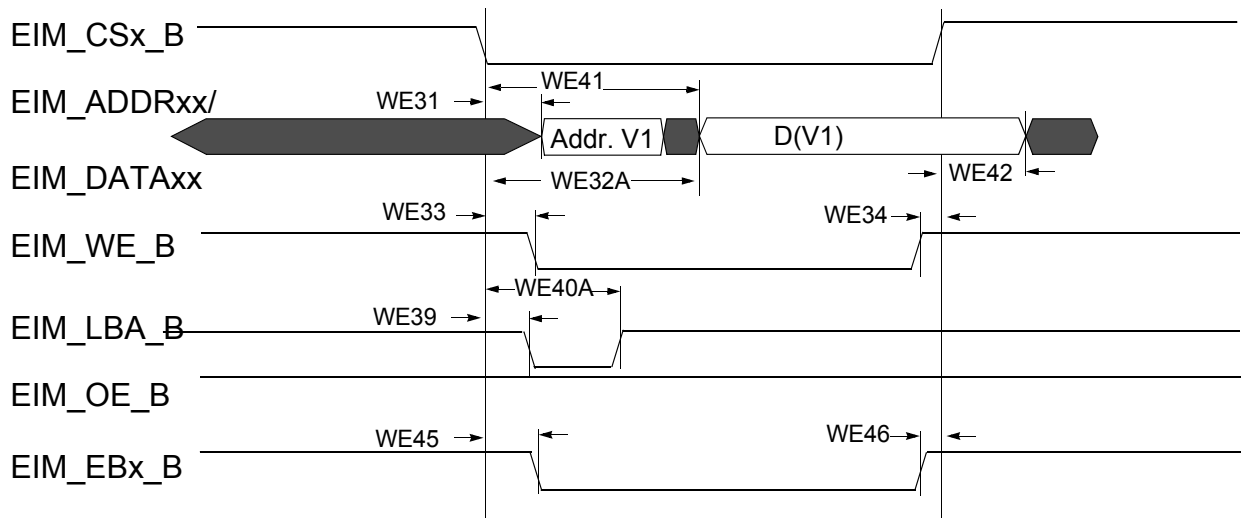 EIM_CSx_B
WE41
EIM_ADDRxx/
WE31
Addr. V1
D(V1)
EIM_DATAxx
WE32A
WE42
WE33
WE34
EIM_WE_B
WE40A
EIM_LBA_B
WE39
EIM_OE_B
WE45
WE46
EIM_EBx_B